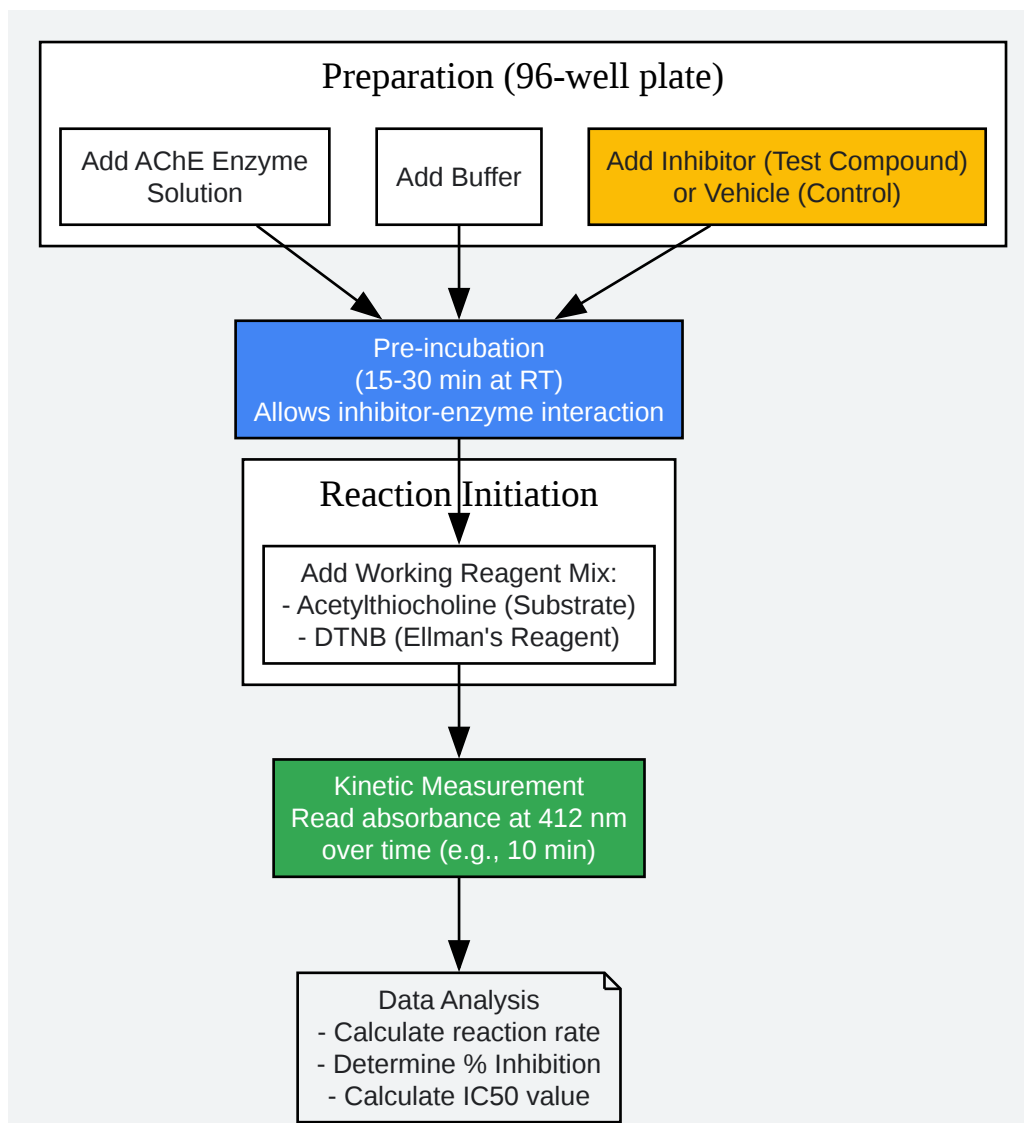 Preparation (96-well plate)
Add AChE Enzyme
Solution
Add Buffer
Add Inhibitor (Test Compound)
or Vehicle (Control)
Pre-incubation
(15-30 min at RT)
Allows inhibitor-enzyme interaction
Reaction Initiation
Add Working Reagent Mix:
- Acetylthiocholine (Substrate)
- DTNB (Ellman's Reagent)
Kinetic Measurement
Read absorbance at 412 nm
over time (e.g., 10 min)
Data Analysis
- Calculate reaction rate
- Determine % Inhibition
- Calculate IC50 value